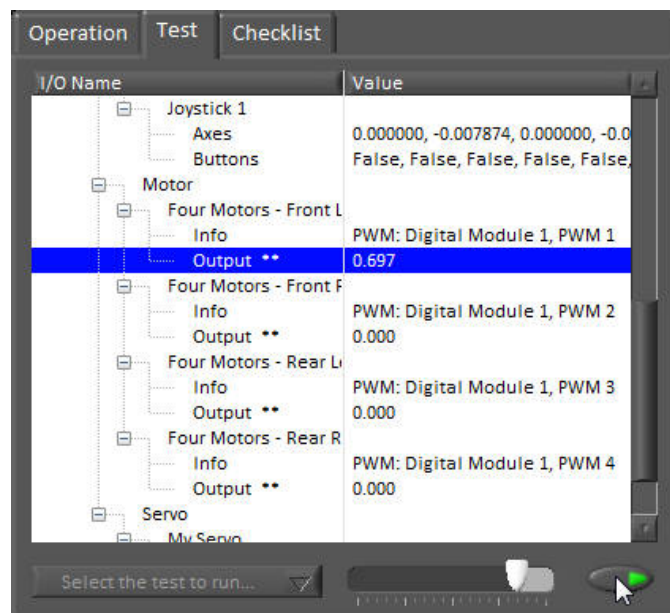 Operation Test Checklist
I/O Name Value
Joystick 1
Axes 0.000000, -0.007874, 0.000000, -0.0
Buttons False, False, False, False, False,
Motor
Four Motors - Front L
Info PWM: Digital Module 1, PWM 1
Output ** 0.697
Four Motors - Front R
Info PWM: Digital Module 1, PWM 2
Output ** 0.000
Four Motors - Rear Le
Info PWM: Digital Module 1, PWM 3
Output ** 0.000
Four Motors - Rear R
Info PWM: Digital Module 1, PWM 4
Output ** 0.000
Servo
My Servo
Select the test to run...